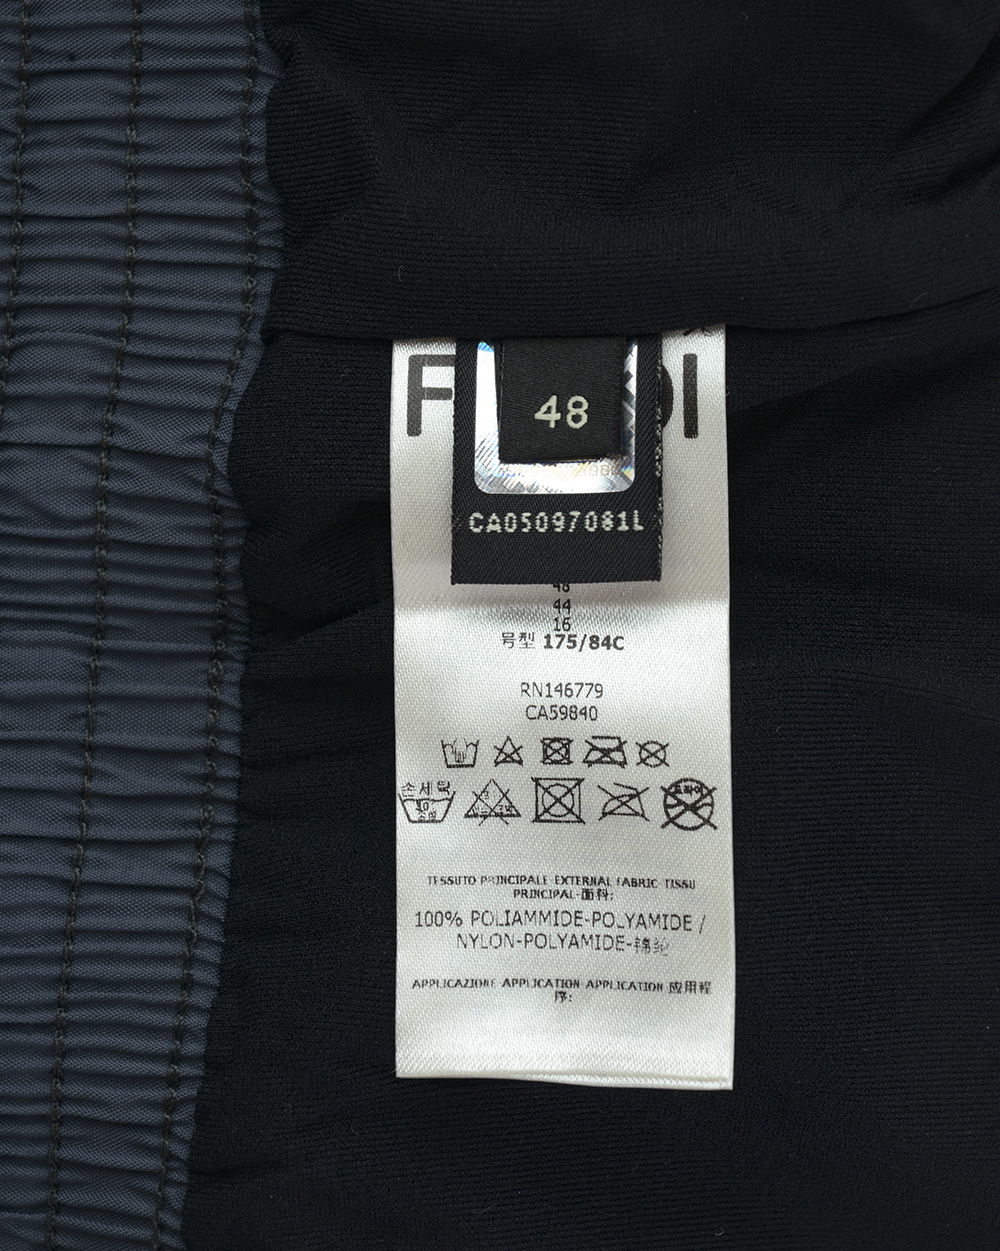 F DI
48
CA05097081L
48
44
16
号型 175/84C
RN146779
CA59840
손세탁
TESSUTO PRINCIPALE-EXTERNAL FABRIC-TISSU
PRINCIPAL-面料:
100% POLIAMMIDE-POLYAMIDE /
NYLON-POLYAMIDE-锦纶
APPLICAZIONE-APPLICATION-APPLICATION 应用程
序: